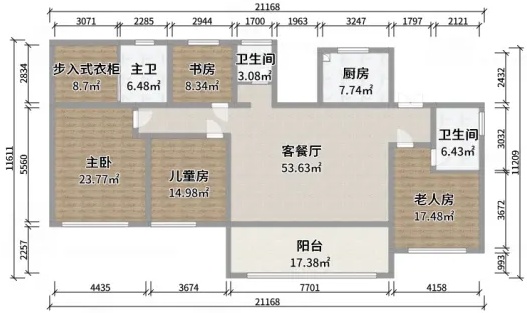 21168
3071 2285 2944 1700 1963 3247 1797 2121
步入式衣柜
8.7㎡
主卫
6.48㎡
书房
8.34㎡
卫生间
3.08㎡
厨房
7.74㎡
主卧
23.77㎡
儿童房
14.98㎡
客餐厅
53.63㎡
卫生间
6.43㎡
老人房
17.48㎡
阳台
17.38㎡
11611
2834
5560
2257
2432
3032
3672
993
11209
4435 3674 7701 4158
21168